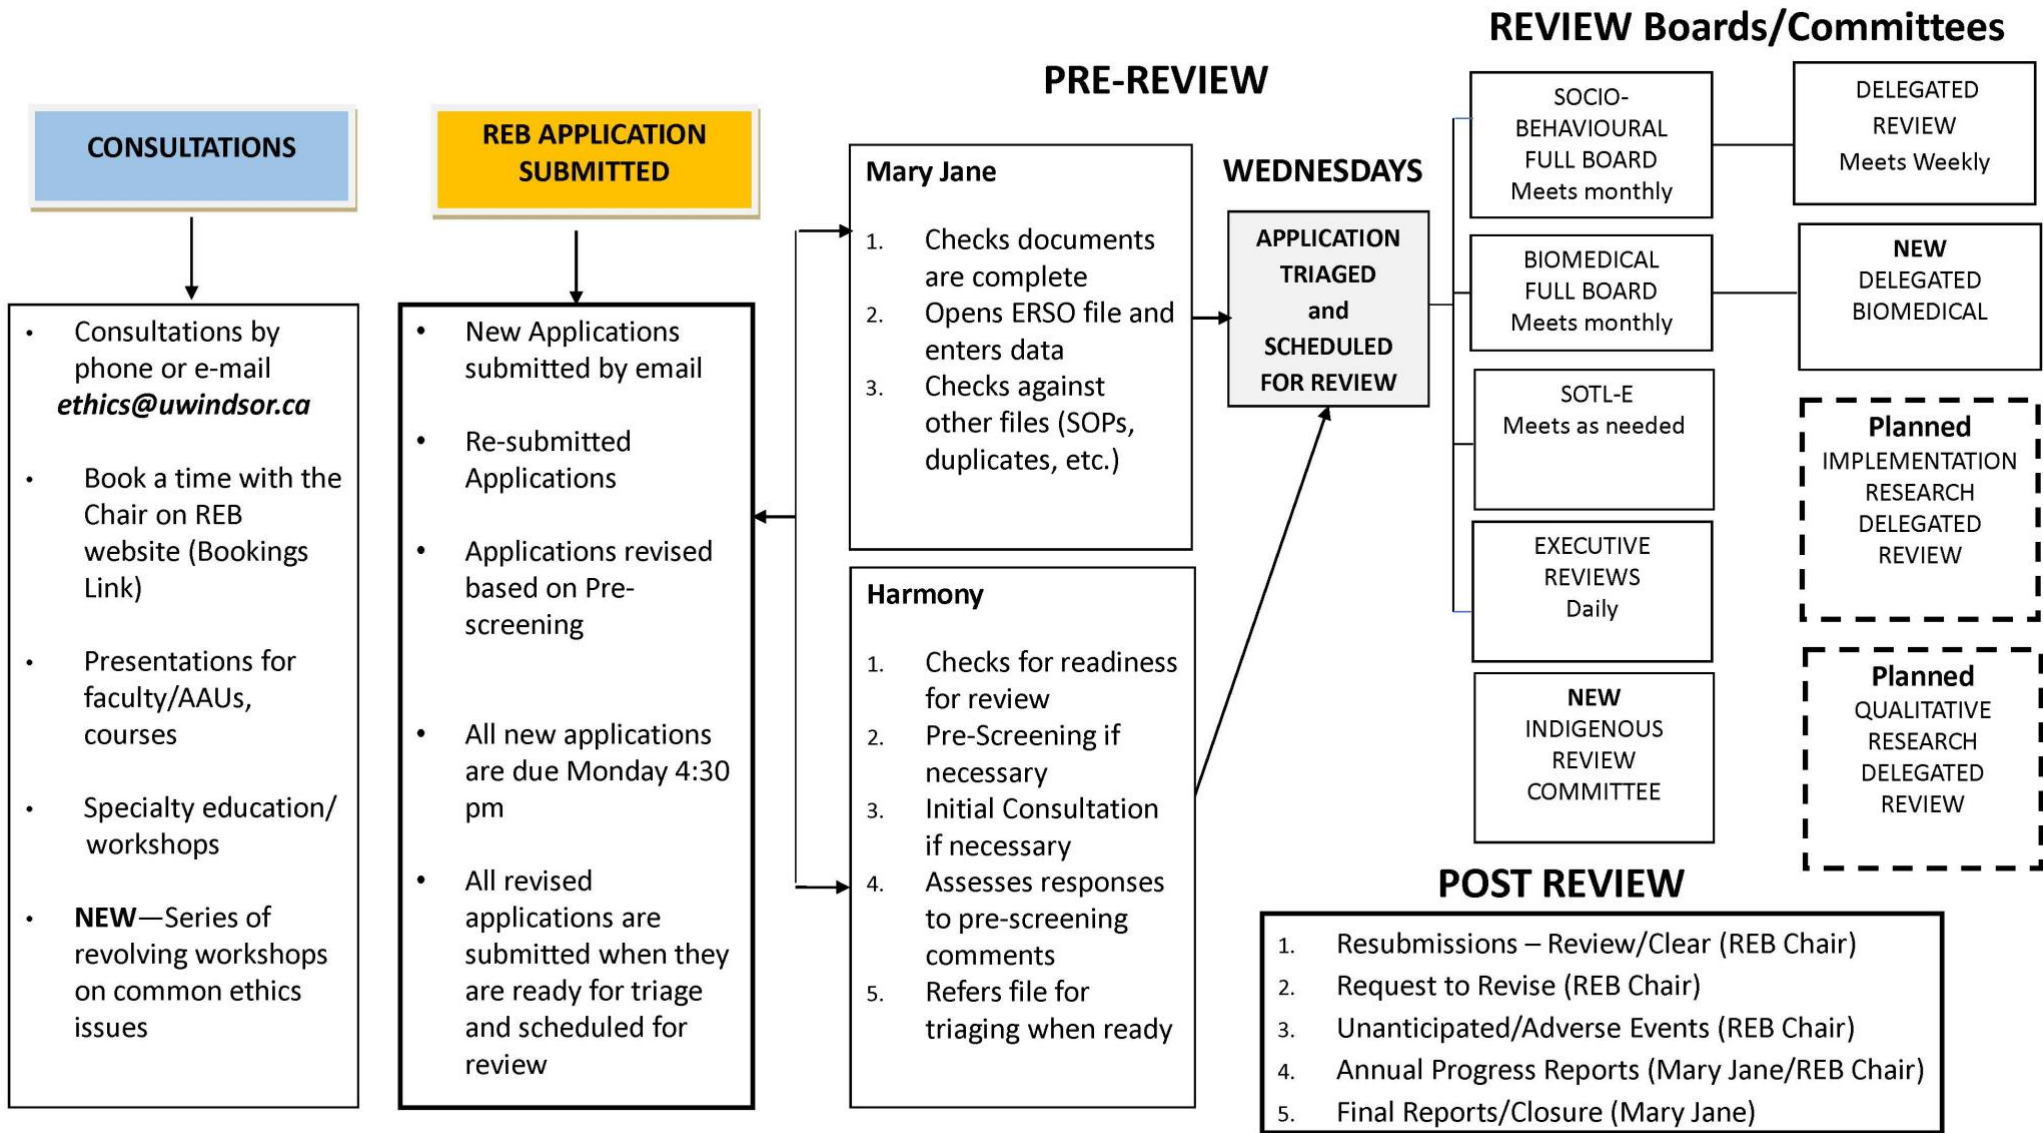 CONSULTATIONS
• Consultations by
phone or e-mail
ethics@uwindsor.ca
• Book a time with the
Chair on REB
website (Bookings
Link)
• Presentations for
faculty/AAUs,
courses
• Specialty education/
workshops
• NEW—Series of
revolving workshops
on common ethics
issues
REB APPLICATION
SUBMITTED
• New Applications
submitted by email
• Re-submitted
Applications
• Applications revised
based on Pre-
screening
• All new applications
are due Monday 4:30
pm
• All revised
applications are
submitted when they
are ready for triage
and scheduled for
review
PRE-REVIEW
Mary Jane
1. Checks documents
are complete
2. Opens ERSO file and
enters data
3. Checks against
other files (SOPs,
duplicates, etc.)
Harmony
1. Checks for readiness
for review
2. Pre-Screening if
necessary
3. Initial Consultation
if necessary
4. Assesses responses
to pre-screening
comments
5. Refers file for
triaging when ready
WEDNESDAYS
APPLICATION
TRIAGED
and
SCHEDULED
FOR REVIEW
REVIEW Boards/Committees
SOCIO-
BEHAVIOURAL
FULL BOARD
Meets monthly
DELEGATED
REVIEW
Meets Weekly
BIOMEDICAL
FULL BOARD
Meets monthly
NEW
DELEGATED
BIOMEDICAL
SOTL-E
Meets as needed
EXECUTIVE
REVIEWS
Daily
NEW
INDIGENOUS
REVIEW
COMMITTEE
Planned
IMPLEMENTATION
RESEARCH
DELEGATED
REVIEW
Planned
QUALITATIVE
RESEARCH
DELEGATED
REVIEW
POST REVIEW
1. Resubmissions – Review/Clear (REB Chair)
2. Request to Revise (REB Chair)
3. Unanticipated/Adverse Events (REB Chair)
4. Annual Progress Reports (Mary Jane/REB Chair)
5. Final Reports/Closure (Mary Jane)